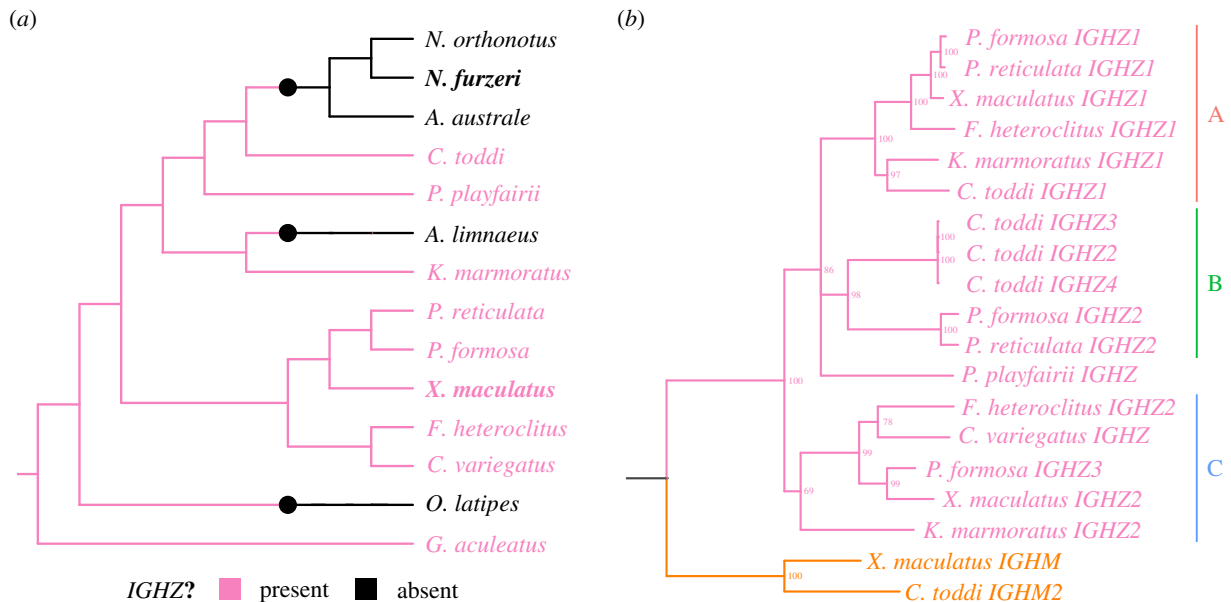 (a)
N. orthonotus
N. furzeri
A. australe
C. toddi
P. playfairii
A. limnaeus
K. marmoratus
P. reticulata
P. formosa
X. maculatus
F. heteroclitus
C. variegatus
O. latipes
G. aculeatus
IGHZ? present absent
(b)
P. formosa IGHZ1
100
P. reticulata IGHZ1
100
X. maculatus IGHZ1
100
F. heteroclitus IGHZ1
100
K. marmoratus IGHZ1
97
C. toddi IGHZ1
A
C. toddi IGHZ3
100
C. toddi IGHZ2
100
C. toddi IGHZ4
86
98
P. formosa IGHZ2
100
P. reticulata IGHZ2
B
P. playfairii IGHZ
100
F. heteroclitus IGHZ2
78
C. variegatus IGHZ
99
P. formosa IGHZ3
99
X. maculatus IGHZ2
69
K. marmoratus IGHZ2
C
X. maculatus IGHM
100
C. toddi IGHM2